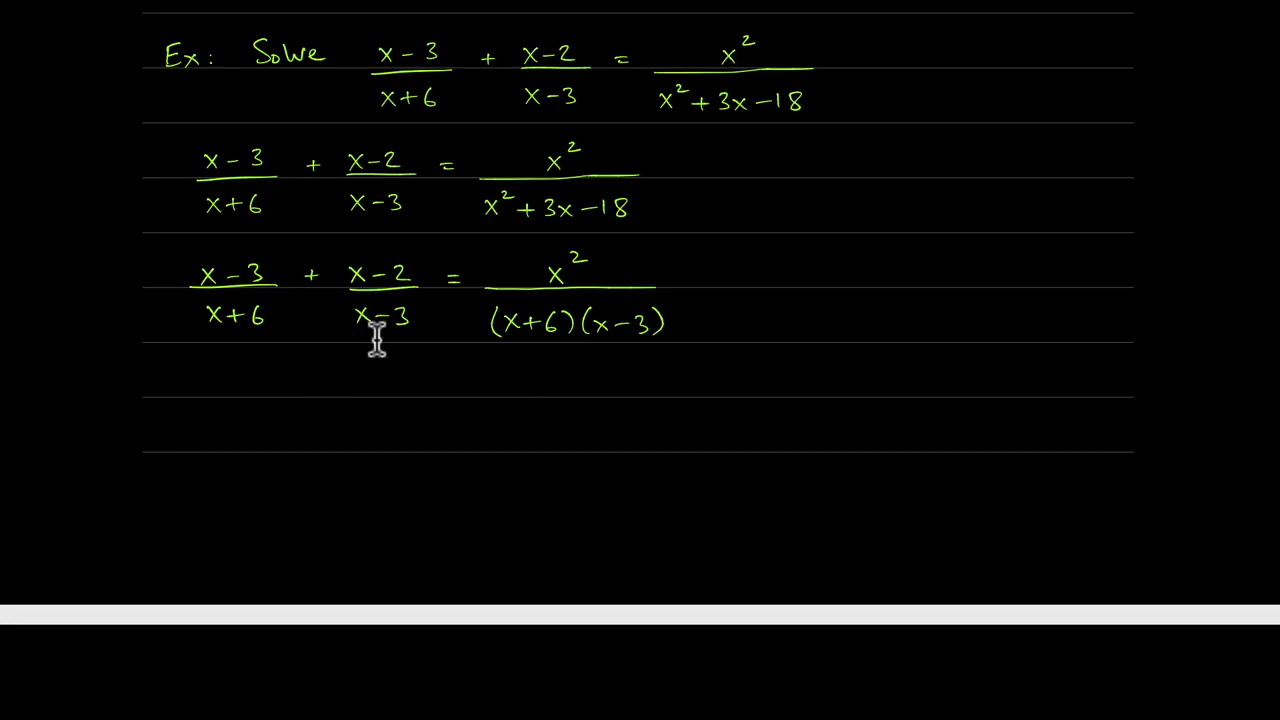 Ex: Solve (x-3)/(x+6) + (x-2)/(x-3) = x²/(x²+3x-18)
(x-3)/(x+6) + (x-2)/(x-3) = x²/(x²+3x-18)
(x-3)/(x+6) + (x-2)/(x-3) = x²/((x+6)(x-3))